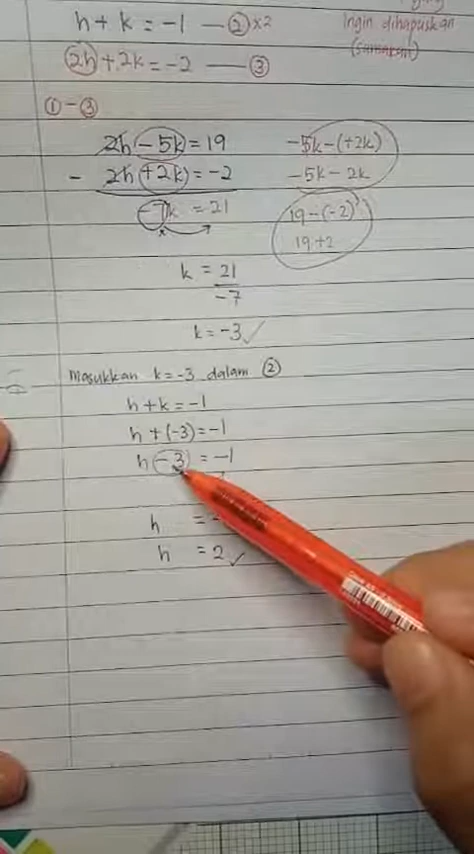 h + k = -1 — ② ×2
Ingin dihapuskan
(samakan)
2h + 2k = -2 — ③
① - ③
2h - 5k = 19
-5k - (+2k)
- 2h + 2k = -2
-5k - 2k
-7k = 21
19 - (-2)
19 + 2
k = 21
-7
k = -3 ✓
Masukkan k = -3 dalam ②
h + k = -1
h + (-3) = -1
h - 3 = -1
h =
h = 2 ✓